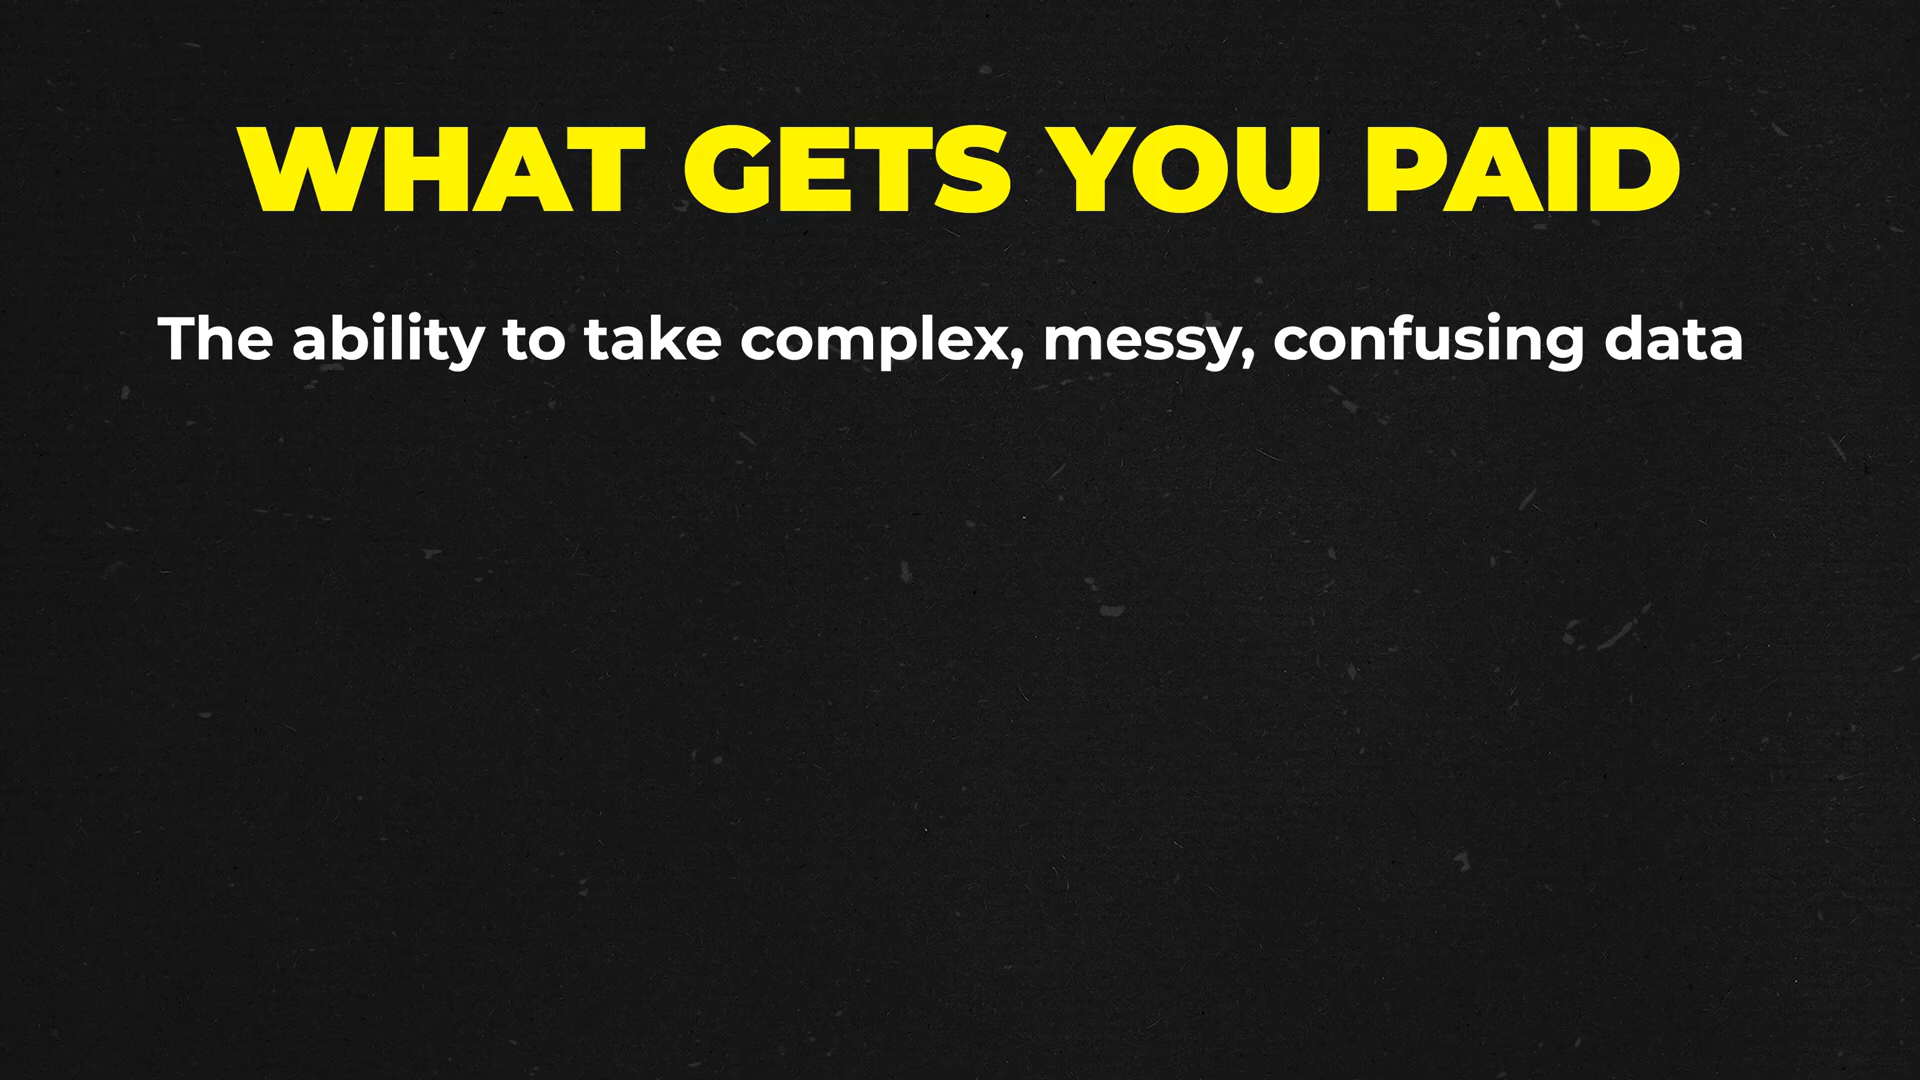 WHAT GETS YOU PAID
The ability to take complex, messy, confusing data